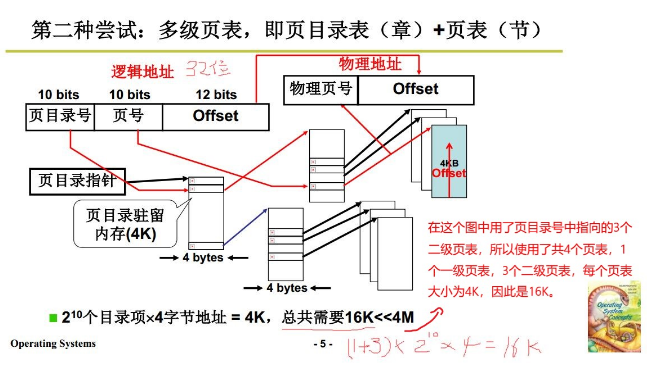 第二种尝试：多级页表，即页目录表（章）+页表（节）
逻辑地址 32位
物理地址
10 bits 10 bits 12 bits
页目录号 页号 Offset
物理页号 Offset
4KB
Offset
页目录指针
页目录驻留
内存(4K)
4 bytes
4 bytes
在这个图中用了页目录号中指向的3个
二级页表，所以使用了共4个页表，1
个一级页表，3个二级页表，每个页表
大小为4K，因此是16K。
■ 2¹⁰个目录项×4字节地址 = 4K，总共需要16K<<4M
(1+3)×2¹⁰×4=16K
Operating
System
Concepts
Operating Systems
- 5 -